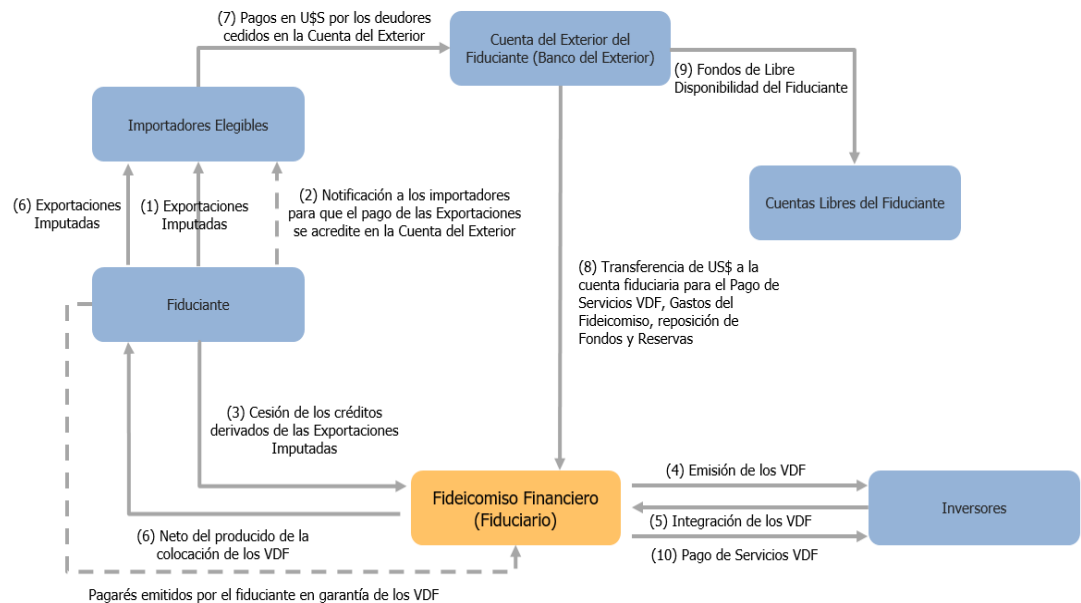 (7) Pagos en U$S por los deudores
cedidos en la Cuenta del Exterior
Cuenta del Exterior del
Fiduciante (Banco del Exterior)
(9) Fondos de Libre
Disponibilidad del Fiduciante
Importadores Elegibles
Cuentas Libres del Fiduciante
(6) Exportaciones
Imputadas
(1) Exportaciones
Imputadas
(2) Notificación a los importadores
para que el pago de las Exportaciones
se acredite en la Cuenta del Exterior
(8) Transferencia de US$ a la
cuenta fiduciaria para el Pago de
Servicios VDF, Gastos del
Fideicomiso, reposición de
Fondos y Reservas
Fiduciante
(3) Cesión de los créditos
derivados de las Exportaciones
Imputadas
Fideicomiso Financiero
(Fiduciario)
(4) Emisión de los VDF
(5) Integración de los VDF
(10) Pago de Servicios VDF
Inversores
(6) Neto del producido de la
colocación de los VDF
Pagarés emitidos por el fiduciante en garantía de los VDF